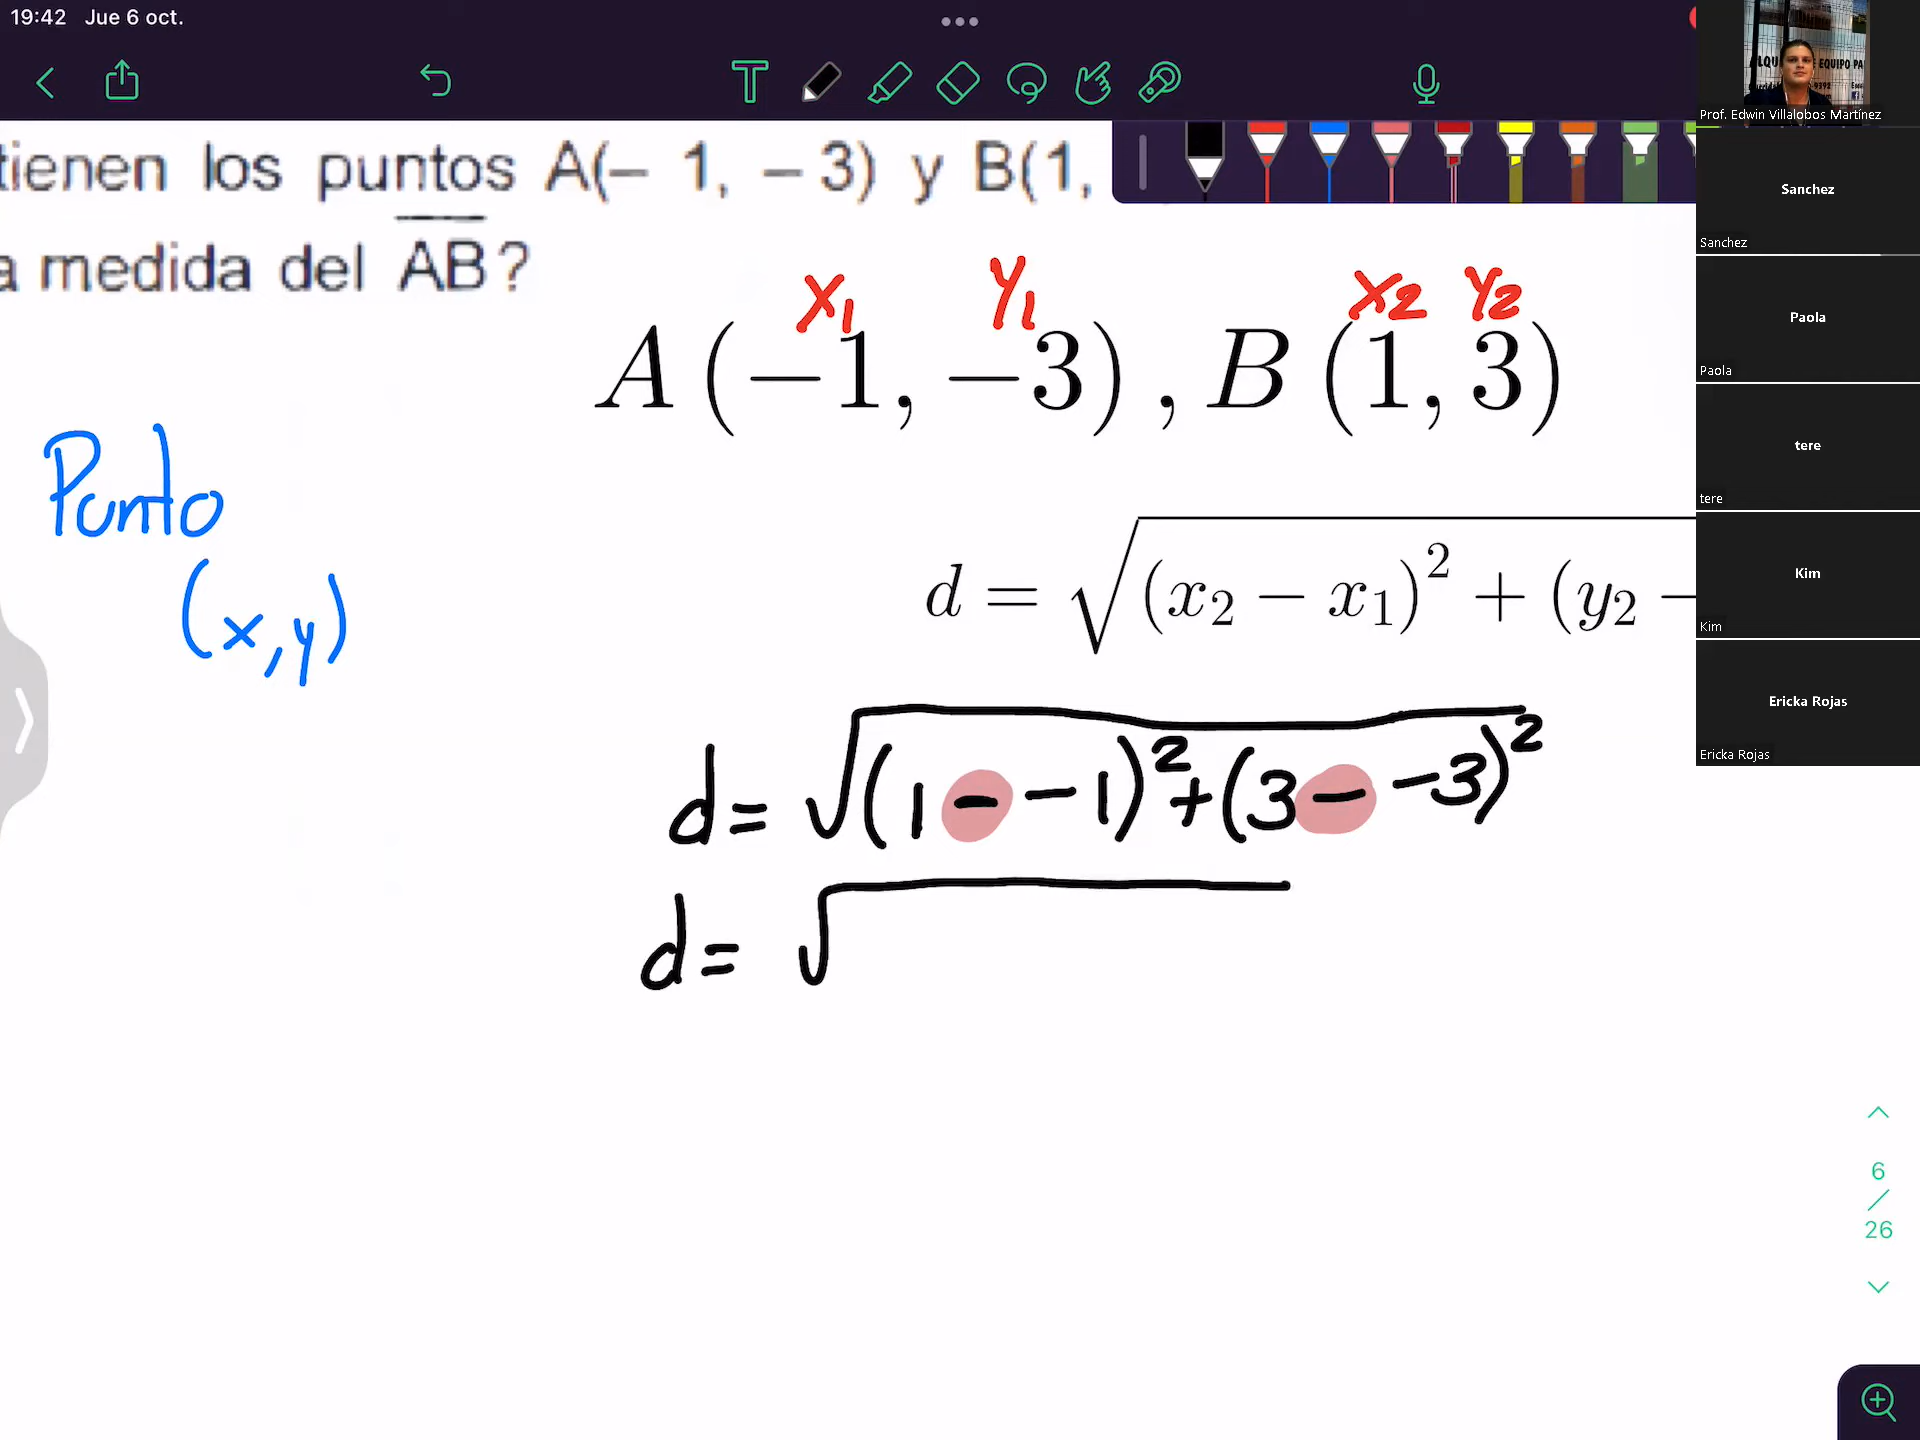 19:42 Jue 6 oct.
tienen los puntos A(– 1, – 3) y B(1,
a medida del AB?
x₁ y₁ x₂ y₂
A (−1, −3) , B (1, 3)
Punto
(x, y)
d = √(x₂ − x₁)² + (y₂ −
d = √(1 - -1)² + (3 - -3)²
d = √
EQUIPO PA
Prof. Edwin Villalobos Martínez
Sanchez
Sanchez
Paola
Paola
tere
tere
Kim
Kim
Ericka Rojas
Ericka Rojas
6
/
26